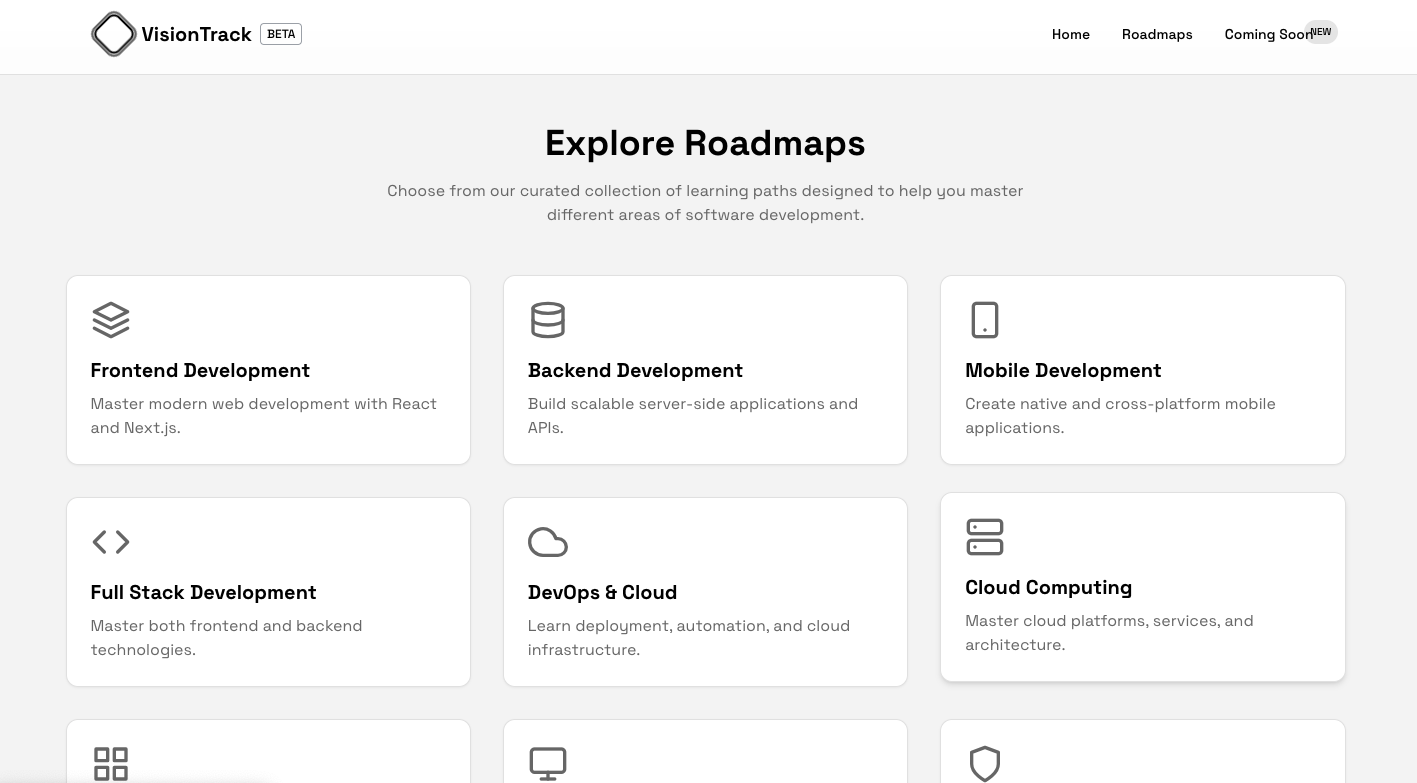 VisionTrack BETA
Home Roadmaps Coming Soon NEW
Explore Roadmaps
Choose from our curated collection of learning paths designed to help you master
different areas of software development.
Frontend Development
Master modern web development with React
and Next.js.
Backend Development
Build scalable server-side applications and
APIs.
Mobile Development
Create native and cross-platform mobile
applications.
Full Stack Development
Master both frontend and backend
technologies.
DevOps & Cloud
Learn deployment, automation, and cloud
infrastructure.
Cloud Computing
Master cloud platforms, services, and
architecture.